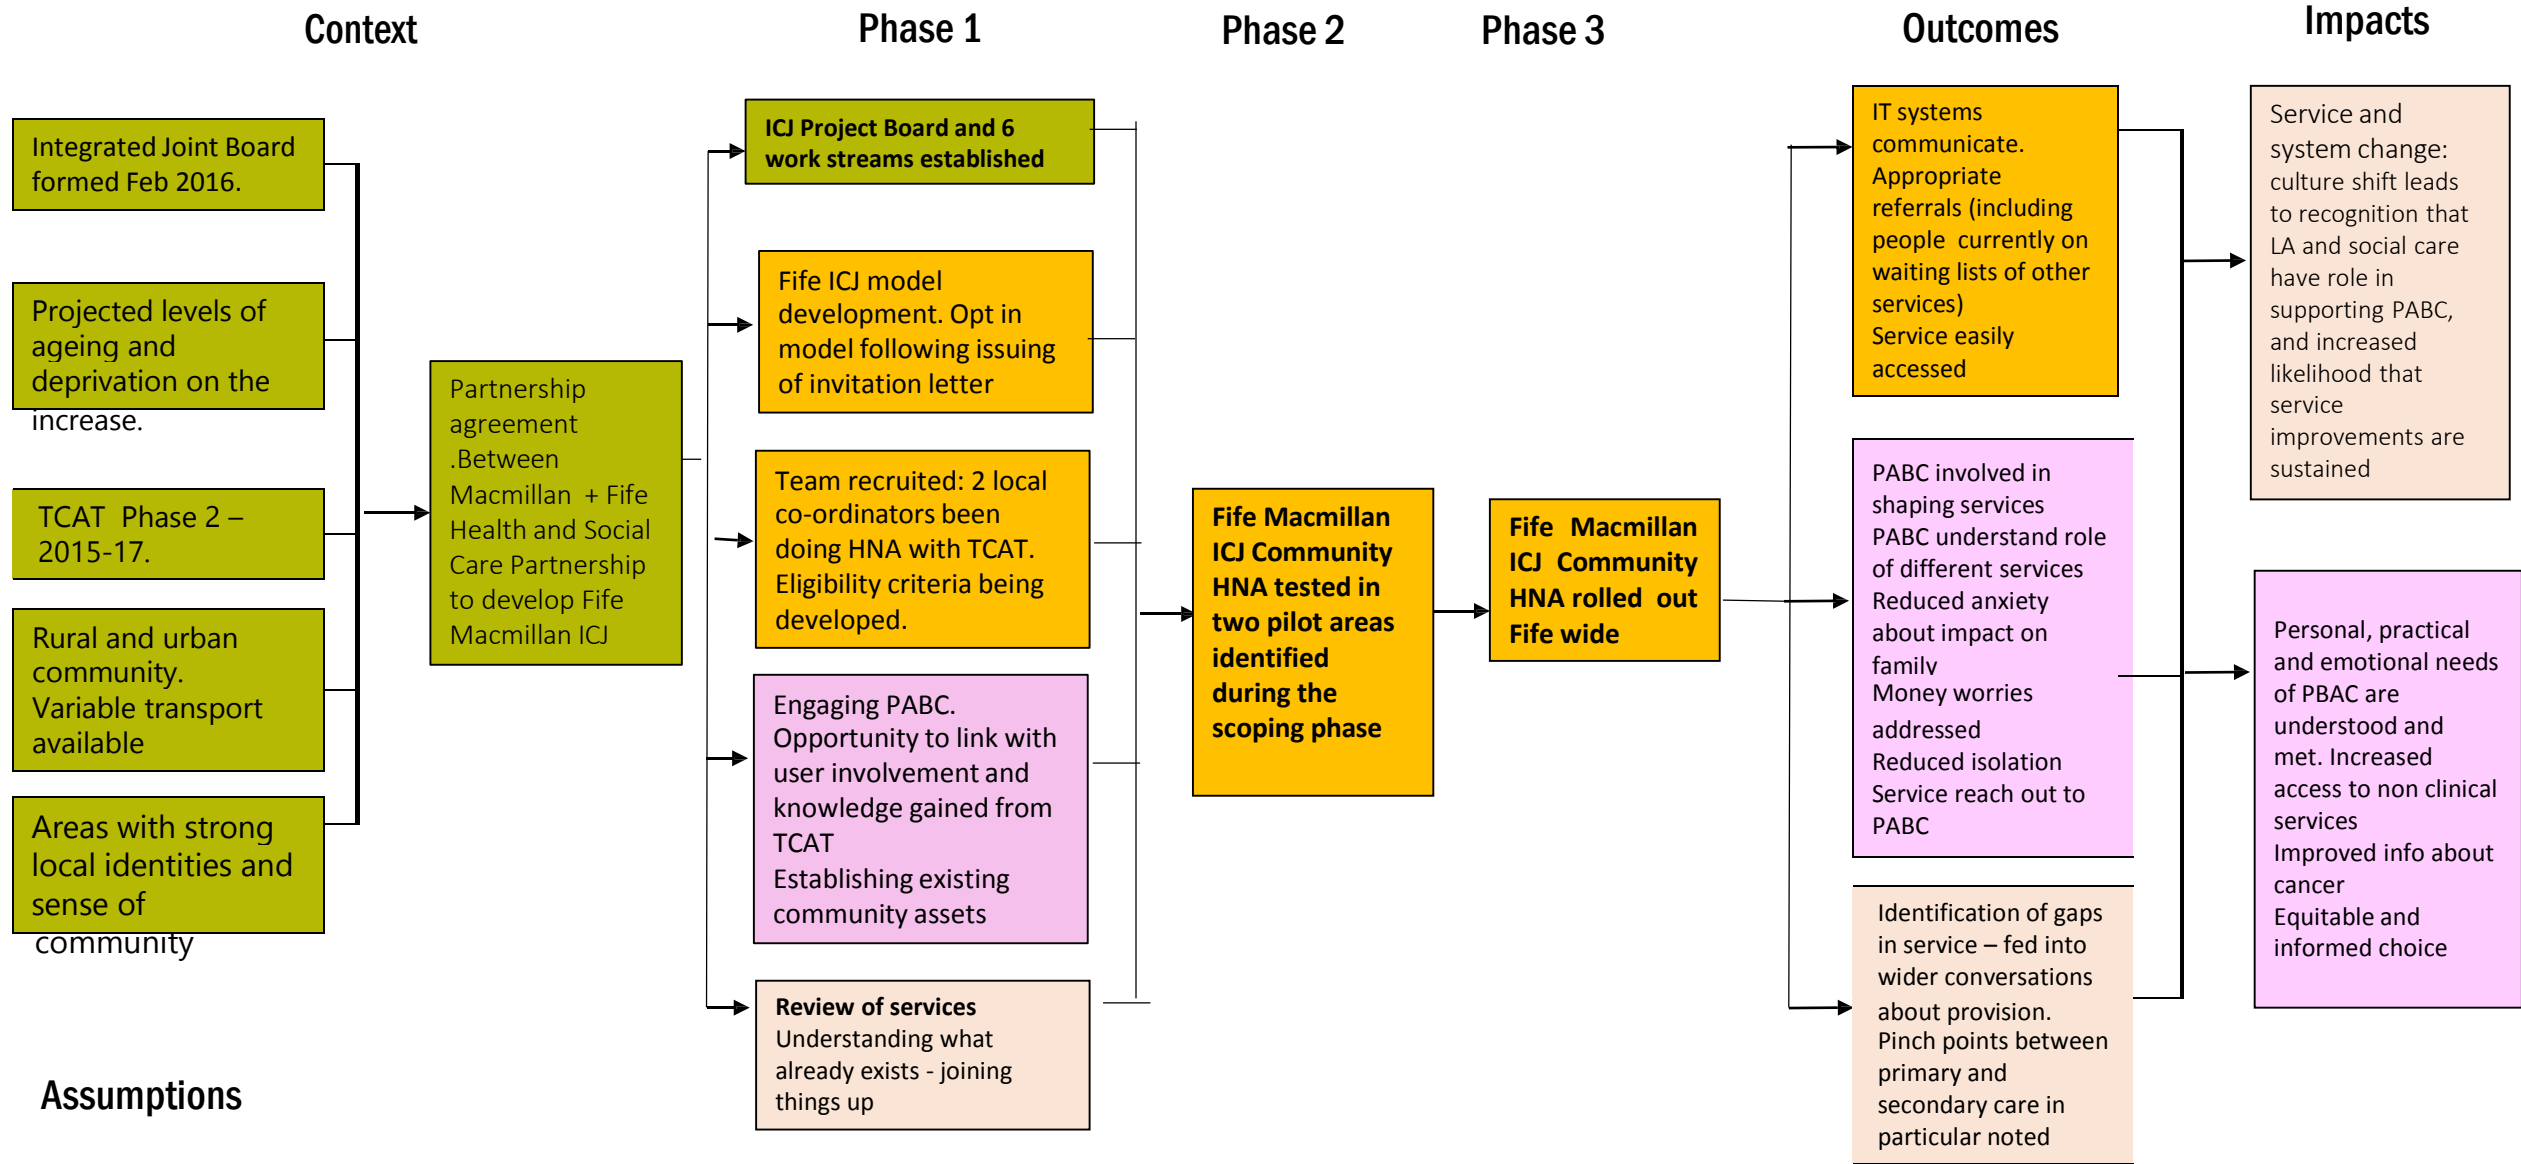 Context
Phase 1
Phase 2
Phase 3
Outcomes
Impacts
Integrated Joint Board
formed Feb 2016.
Projected levels of
ageing and
deprivation on the
increase.
TCAT Phase 2 –
2015-17.
Rural and urban
community.
Variable transport
available
Areas with strong
local identities and
sense of
community
Partnership
agreement
.Between
Macmillan + Fife
Health and Social
Care Partnership
to develop Fife
Macmillan ICJ
ICJ Project Board and 6
work streams established
Fife ICJ model
development. Opt in
model following issuing
of invitation letter
Team recruited: 2 local
co-ordinators been
doing HNA with TCAT.
Eligibility criteria being
developed.
Engaging PABC.
Opportunity to link with
user involvement and
knowledge gained from
TCAT
Establishing existing
community assets
Review of services
Understanding what
already exists - joining
things up
Fife Macmillan
ICJ Community
HNA tested in
two pilot areas
identified
during the
scoping phase
Fife Macmillan
ICJ Community
HNA rolled out
Fife wide
IT systems
communicate.
Appropriate
referrals (including
people currently on
waiting lists of other
services)
Service easily
accessed
PABC involved in
shaping services
PABC understand role
of different services
Reduced anxiety
about impact on
family
Money worries
addressed
Reduced isolation
Service reach out to
PABC
Identification of gaps
in service – fed into
wider conversations
about provision.
Pinch points between
primary and
secondary care in
particular noted
Service and
system change:
culture shift leads
to recognition that
LA and social care
have role in
supporting PABC,
and increased
likelihood that
service
improvements are
sustained
Personal, practical
and emotional needs
of PBAC are
understood and
met. Increased
access to non clinical
services
Improved info about
cancer
Equitable and
informed choice
Assumptions